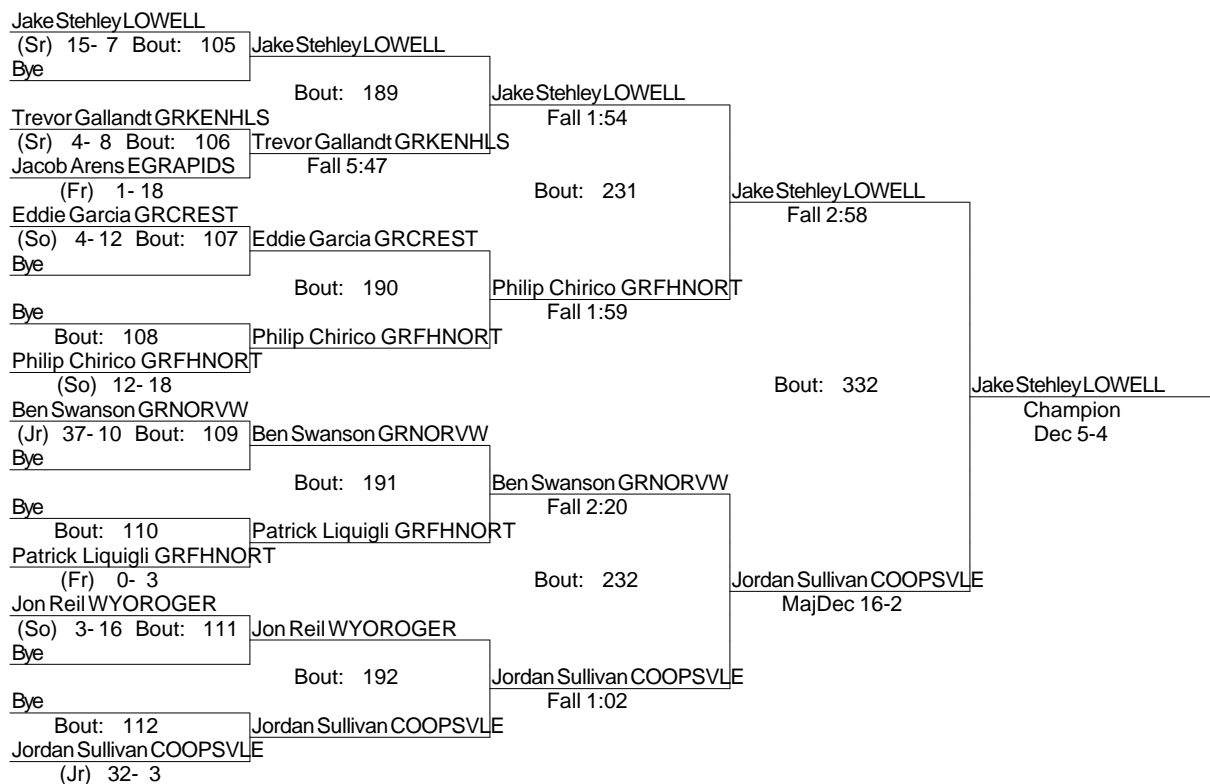 Jake Stehley LOWELL
(Sr) 15- 7 Bout: 105 Jake Stehley LOWELL
Bye
Bout: 189 Jake Stehley LOWELL
Trevor Gallandt GRKENHLS Fall 1:54
(Sr) 4- 8 Bout: 106 Trevor Gallandt GRKENHLS
Jacob Arens EGRAPIDS Fall 5:47
(Fr) 1- 18 Bout: 231 Jake Stehley LOWELL
Eddie Garcia GRCREST Fall 2:58
(So) 4- 12 Bout: 107 Eddie Garcia GRCREST
Bye
Bout: 190 Philip Chirico GRFHNORT
Bye Fall 1:59
Bout: 108 Philip Chirico GRFHNORT
Philip Chirico GRFHNORT
(So) 12- 18 Bout: 332 Jake Stehley LOWELL
Ben Swanson GRNORVW Champion
(Jr) 37- 10 Bout: 109 Ben Swanson GRNORVW Dec 5-4
Bye
Bout: 191 Ben Swanson GRNORVW
Bye Fall 2:20
Bout: 110 Patrick Liquigli GRFHNORT
Patrick Liquigli GRFHNORT
(Fr) 0- 3 Bout: 232 Jordan Sullivan COOPSVLE
Jon Reil WYOROGER MajDec 16-2
(So) 3- 16 Bout: 111 Jon Reil WYOROGER
Bye
Bout: 192 Jordan Sullivan COOPSVLE
Bye Fall 1:02
Bout: 112 Jordan Sullivan COOPSVLE
Jordan Sullivan COOPSVLE
(Jr) 32- 3